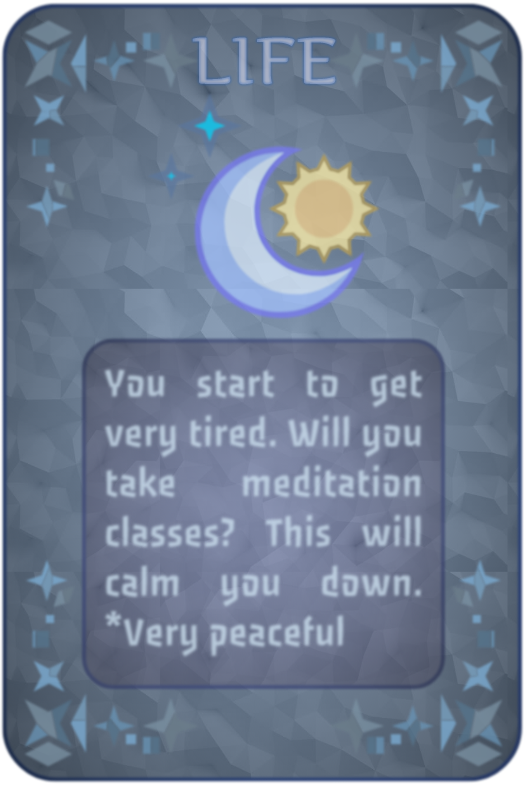 LIFE
You start to get
very tired. Will you
take meditation
classes? This will
calm you down.
*Very peaceful